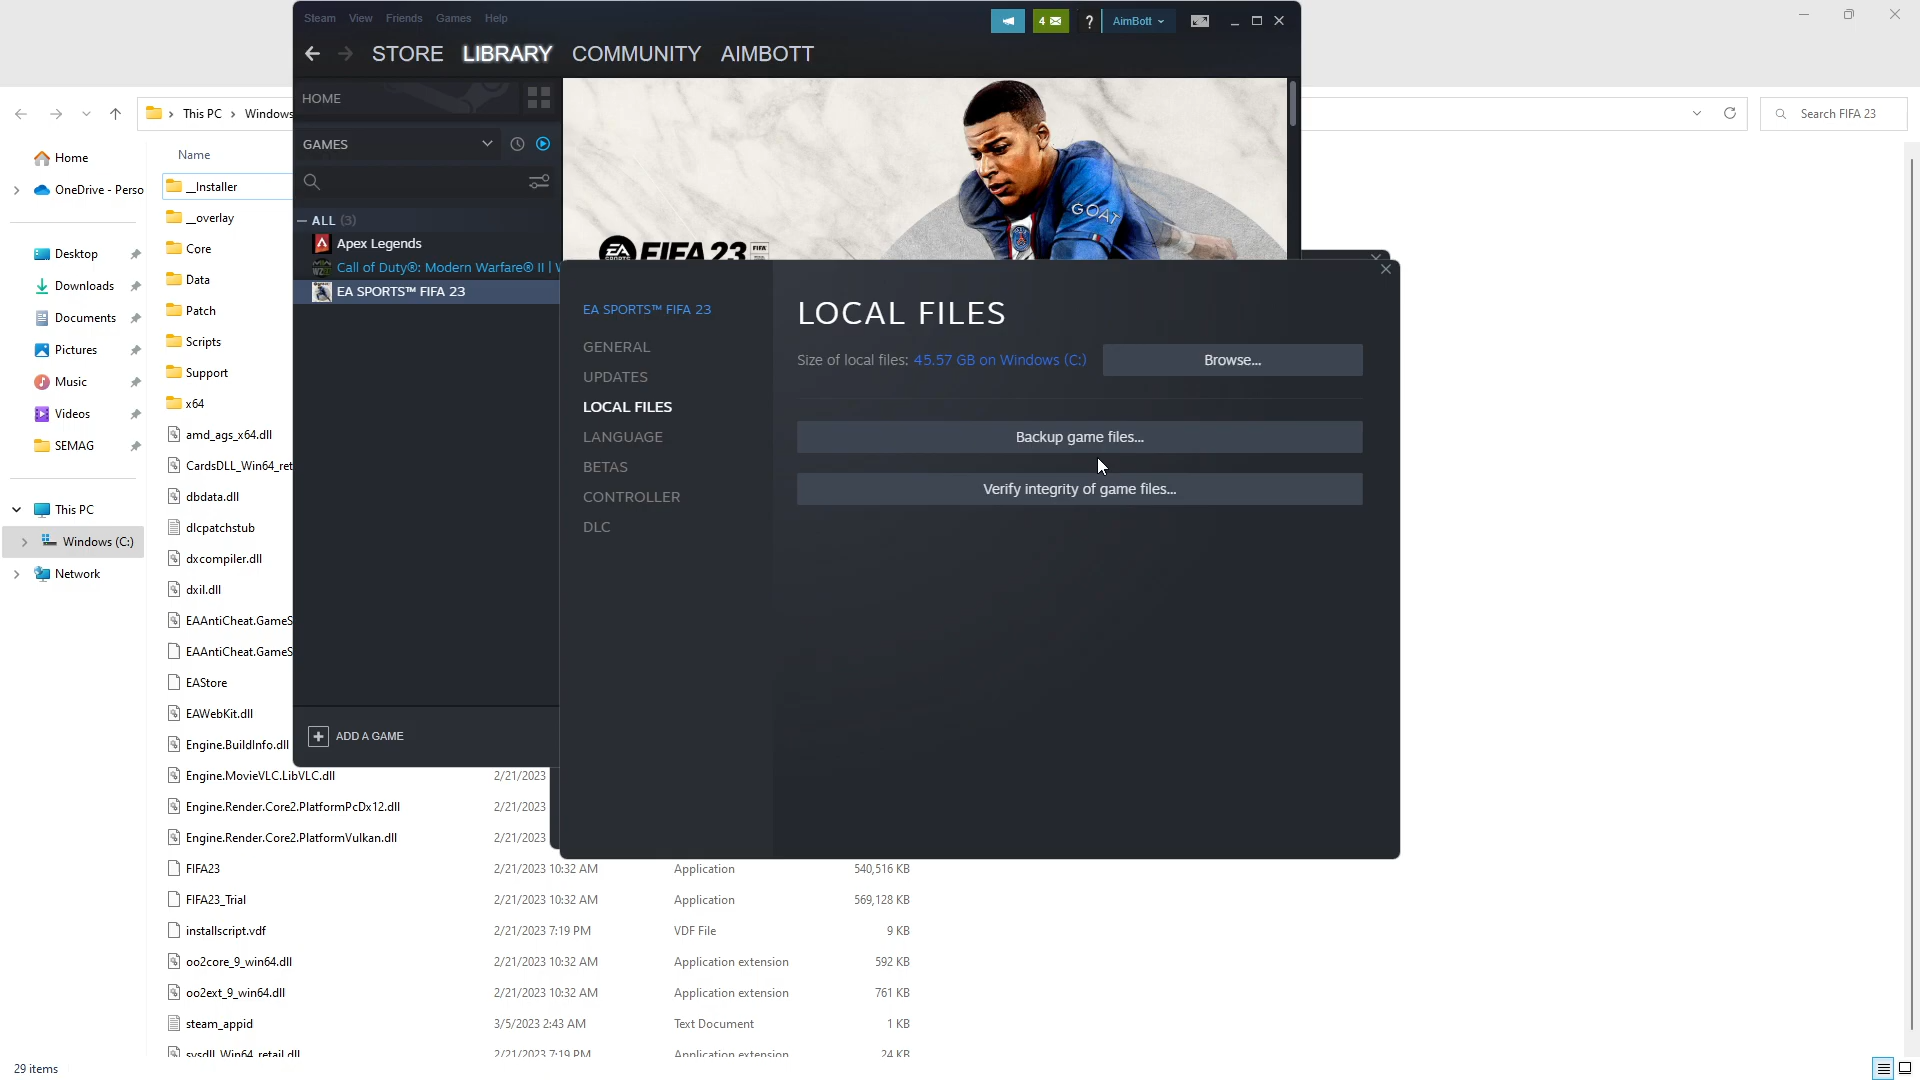 Steam View Friends Games Help
4 ? AimBott
STORE LIBRARY COMMUNITY AIMBOTT
HOME
GAMES
ALL (3)
Apex Legends
Call of Duty®: Modern Warfare® II |
EA SPORTS™ FIFA 23
ADD A GAME
EA SPORTS FIFA 23 FIFA
GOAT
EA SPORTS™ FIFA 23
GENERAL
UPDATES
LOCAL FILES
LANGUAGE
BETAS
CONTROLLER
DLC
LOCAL FILES
Size of local files: 45.57 GB on Windows (C:) Browse...
Backup game files...
Verify integrity of game files...
This PC > Windows
Search FIFA 23
Home
OneDrive - Perso
Desktop
Downloads
Documents
Pictures
Music
Videos
SEMAG
This PC
Windows (C:)
Network
Name
__Installer
__overlay
Core
Data
Patch
Scripts
Support
x64
amd_ags_x64.dll
CardsDLL_Win64_ret
dbdata.dll
dlcpatchstub
dxcompiler.dll
dxil.dll
EAAntiCheat.GameS
EAAntiCheat.GameS
EAStore
EAWebKit.dll
Engine.BuildInfo.dll
Engine.MovieVLC.LibVLC.dll 2/21/2023
Engine.Render.Core2.PlatformPcDx12.dll 2/21/2023
Engine.Render.Core2.PlatformVulkan.dll 2/21/2023
FIFA23 2/21/2023 10:32 AM Application 540,516 KB
FIFA23_Trial 2/21/2023 10:32 AM Application 569,128 KB
installscript.vdf 2/21/2023 7:19 PM VDF File 9 KB
oo2core_9_win64.dll 2/21/2023 10:32 AM Application extension 592 KB
oo2ext_9_win64.dll 2/21/2023 10:32 AM Application extension 761 KB
steam_appid 3/5/2023 2:43 AM Text Document 1 KB
sysdll_Win64_retail.dll 2/21/2023 7:19 PM Application extension 24 KB
29 items